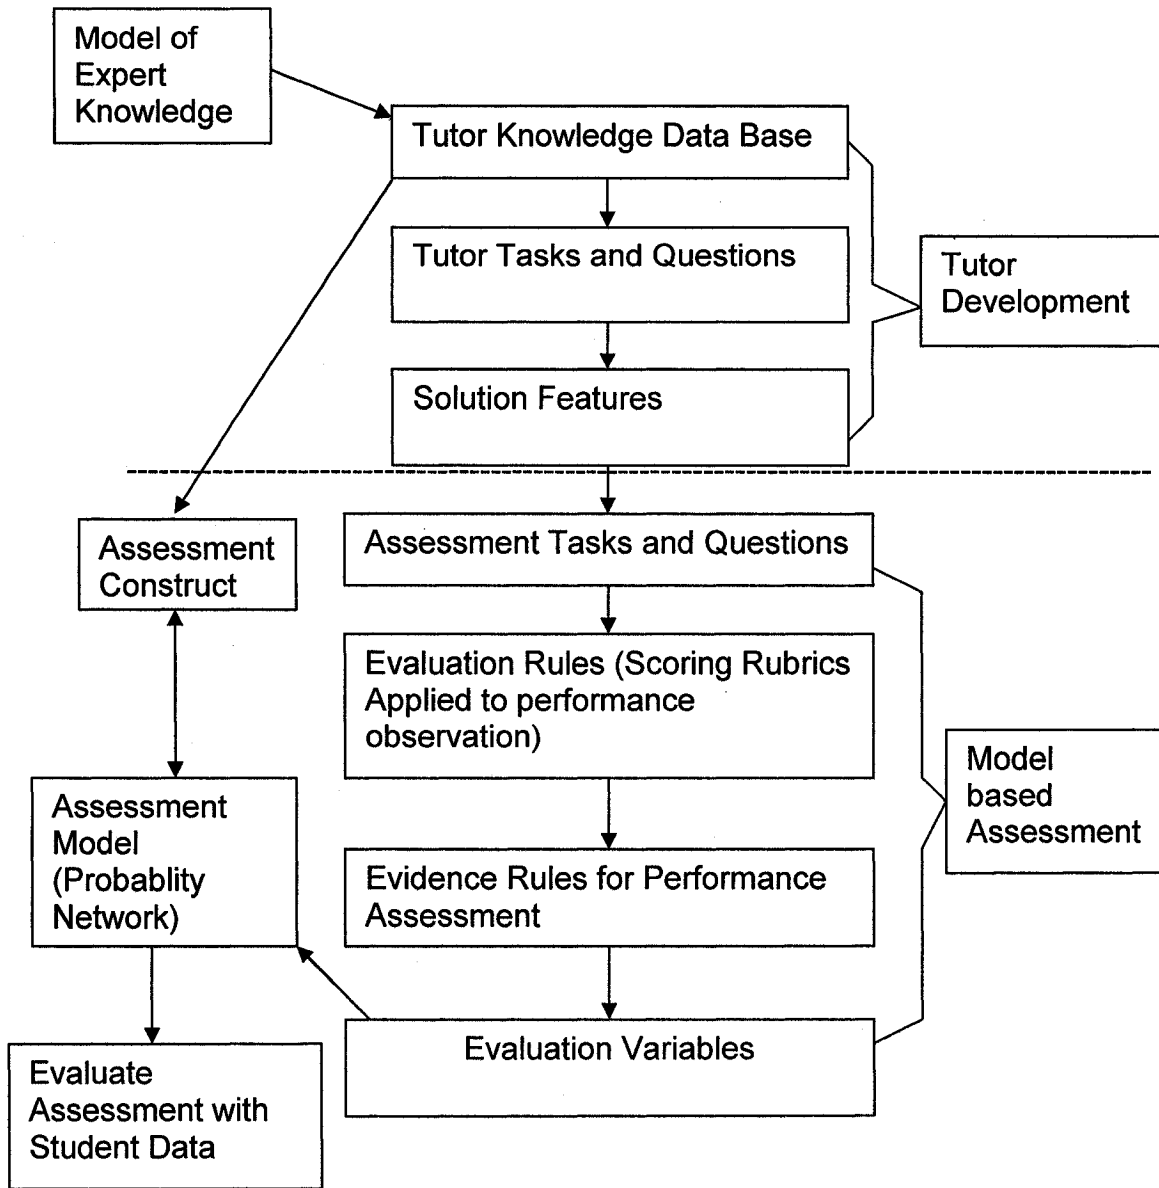 Model of
Expert
Knowledge
Tutor Knowledge Data Base
Tutor Tasks and Questions
Tutor
Development
Solution Features
Assessment Tasks and Questions
Assessment
Construct
Evaluation Rules (Scoring Rubrics
Applied to performance
observation)
Model
based
Assessment
Assessment
Model
(Probablity
Network)
Evidence Rules for Performance
Assessment
Evaluation Variables
Evaluate
Assessment with
Student Data